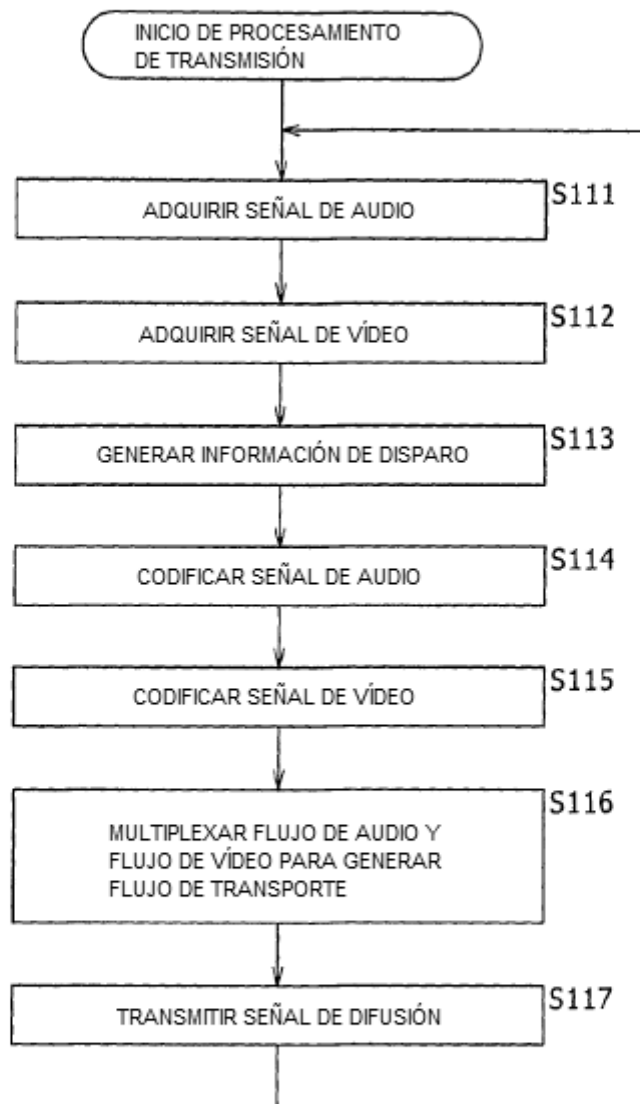 INICIO DE PROCESAMIENTO
DE TRANSMISIÓN
S111
ADQUIRIR SEÑAL DE AUDIO
S112
ADQUIRIR SEÑAL DE VÍDEO
S113
GENERAR INFORMACIÓN DE DISPARO
S114
CODIFICAR SEÑAL DE AUDIO
S115
CODIFICAR SEÑAL DE VÍDEO
S116
MULTIPLEXAR FLUJO DE AUDIO Y
FLUJO DE VÍDEO PARA GENERAR
FLUJO DE TRANSPORTE
S117
TRANSMITIR SEÑAL DE DIFUSIÓN